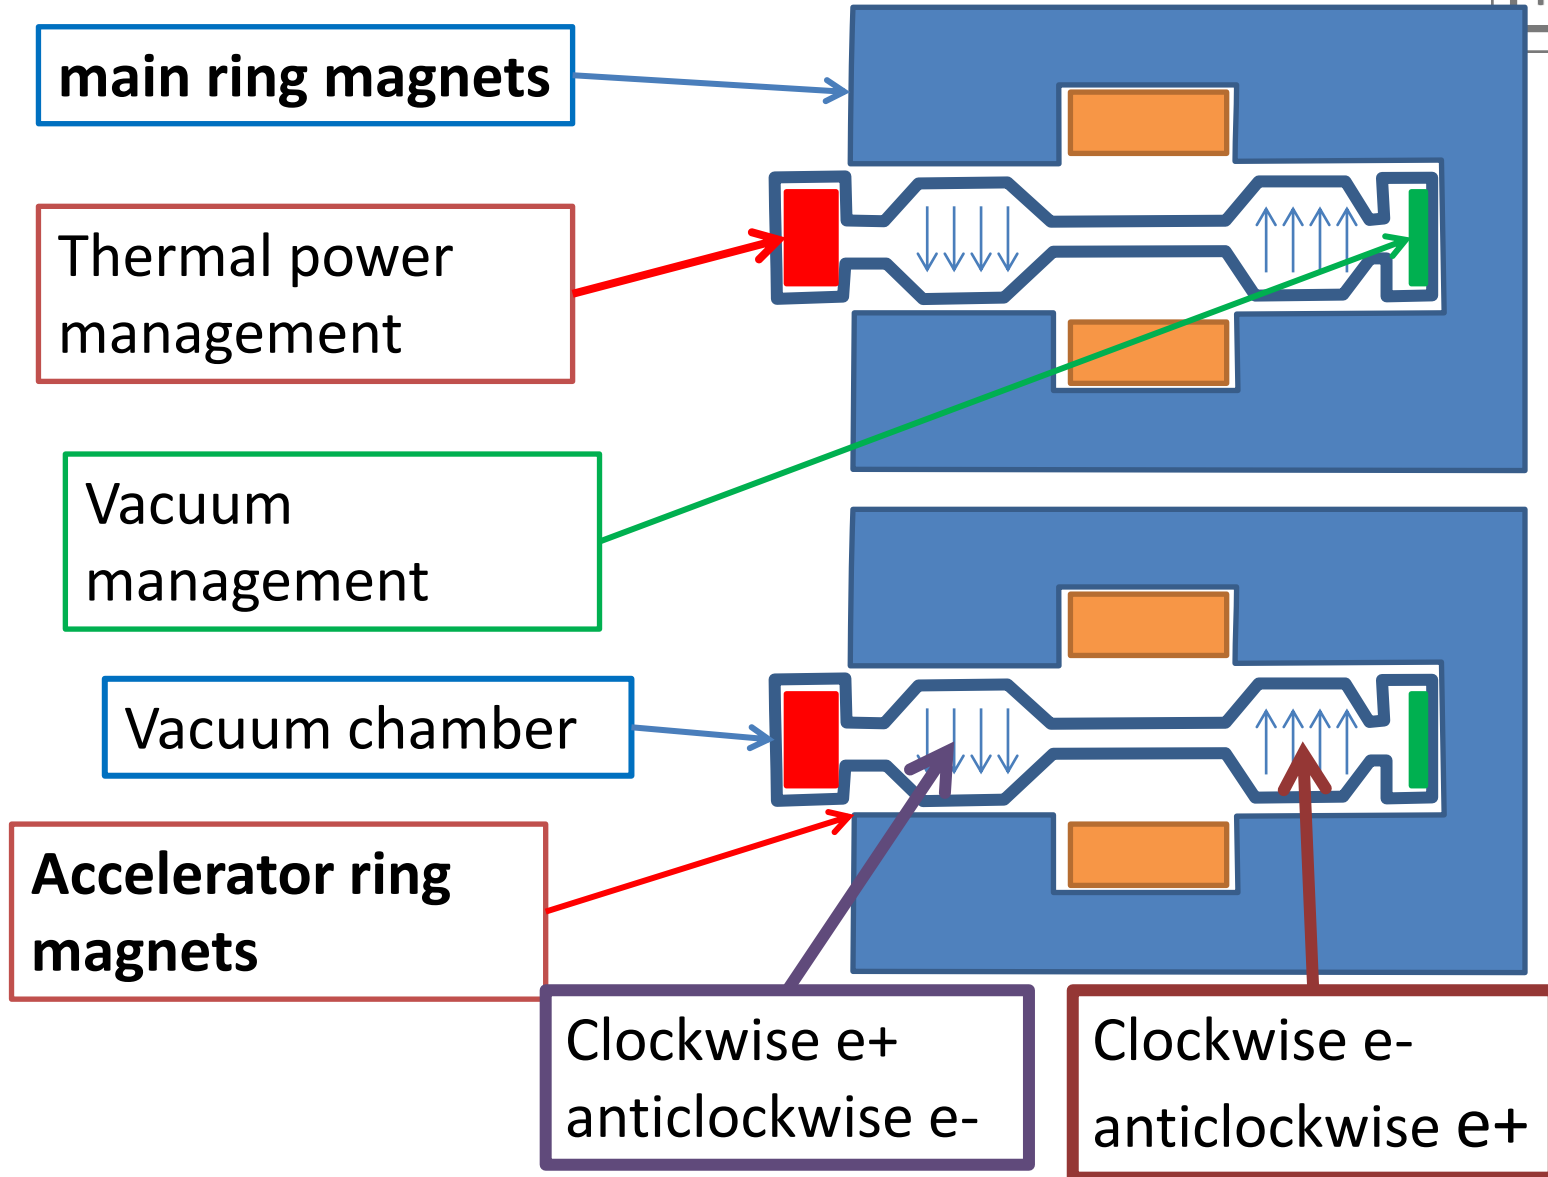 main ring magnets
Thermal power
management
Vacuum
management
Vacuum chamber
Accelerator ring
magnets
Clockwise e+
anticlockwise e-
Clockwise e-
anticlockwise e+